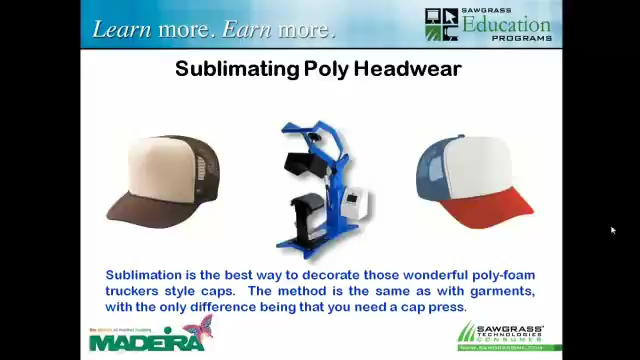 Learn more. Earn more.
SAWGRASS
Education
PROGRAMS
Sublimating Poly Headwear
Sublimation is the best way to decorate those wonderful poly-foam
truckers style caps. The method is the same as with garments,
with the only difference being that you need a cap press.
MADEIRA
SAWGRASS
TECHNOLOGIES
CONSUMER